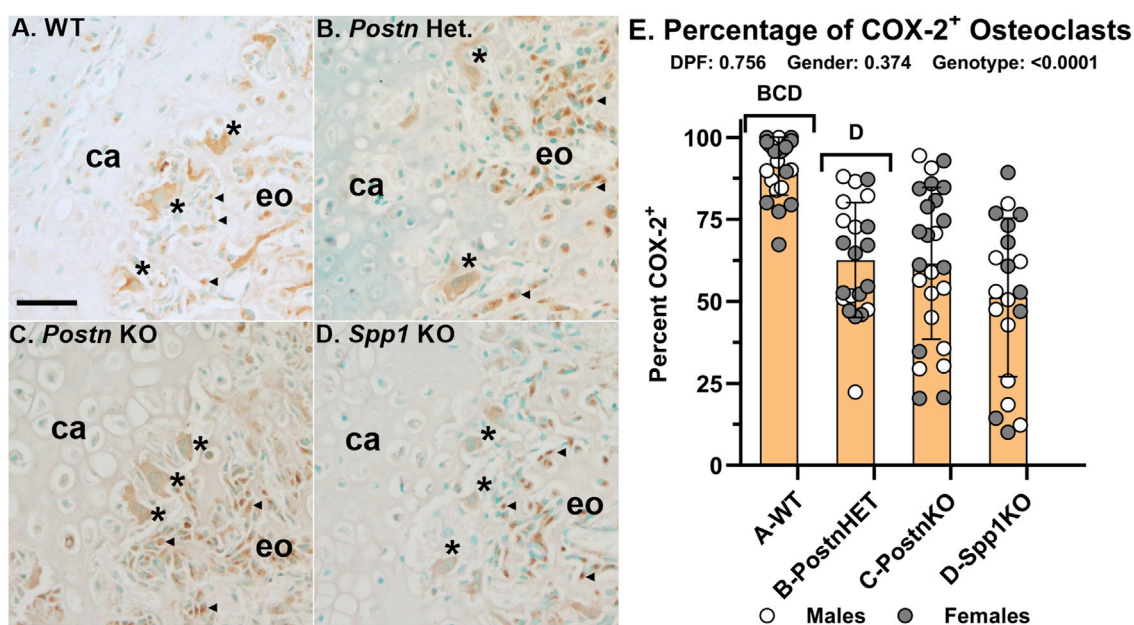 A. WT
B. Postn Het.
ca
eo
*
*
*
ca
eo
*
*
C. Postn KO
D. Spp1 KO
ca
eo
*
*
*
ca
eo
*
*
*
E. Percentage of COX-2+ Osteoclasts
DPF: 0.756 Gender: 0.374 Genotype: <0.0001
BCD
D
Percent COX-2+
100
75
50
25
0
A-WT
B-PostnHET
C-PostnKO
D-Spp1KO
Males Females